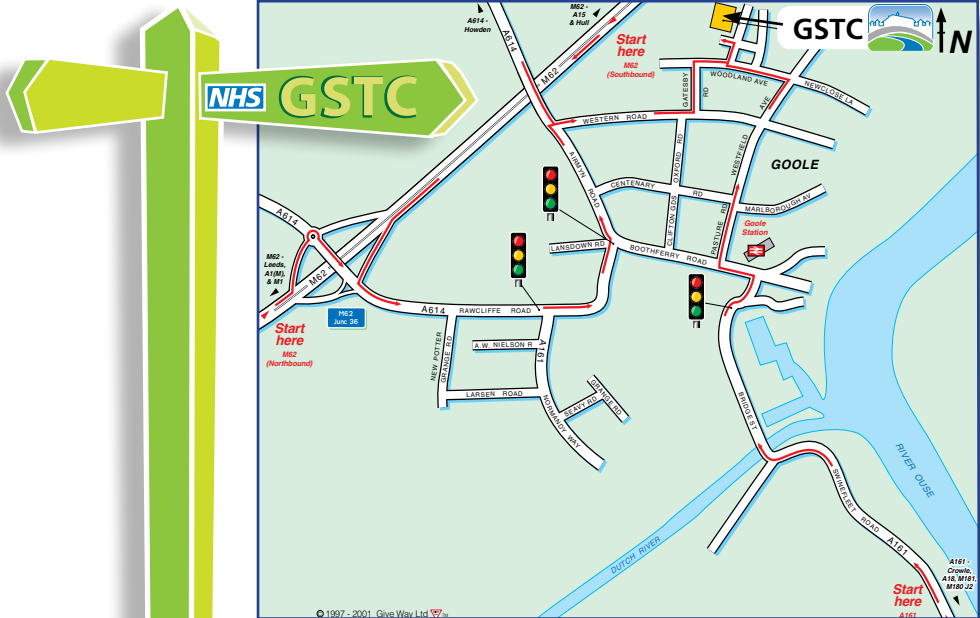 NHS GSTC
A614 -
Howden
M62 -
A15
& Hull
Start
here
M62
(Southbound)
GSTC
N
A614
M62
WOODLAND AVE
NEWCLOSE LA
GATESBY
RD
AVE
WESTERN ROAD
WESTFIELD
GOOLE
AIRMYN
ROAD
OXFORD RD
CENTENARY
RD
MARLBOROUGH AV
CLIFTON GDS
PASTURE RD
Goole
Station
A614
LANSDOWN RD
BOOTHFERRY ROAD
M62 -
Leeds,
A1(M),
& M1
M62
M62
Junc 36
A614
RAWCLIFFE ROAD
Start
here
M62
(Northbound)
NEW POTTER
GRANGE RD
A.W. NIELSON R
A161
LARSEN ROAD
NORMANDY WAY
SEAVY RD
GRANGE RD
BRIDGE ST
RIVER OUSE
SWINEFLEET ROAD
A161
DUTCH RIVER
A161 -
Crowle,
A18, M181,
M180 J2
Start
here
A161
© 1997 - 2001 Give Way Ltd